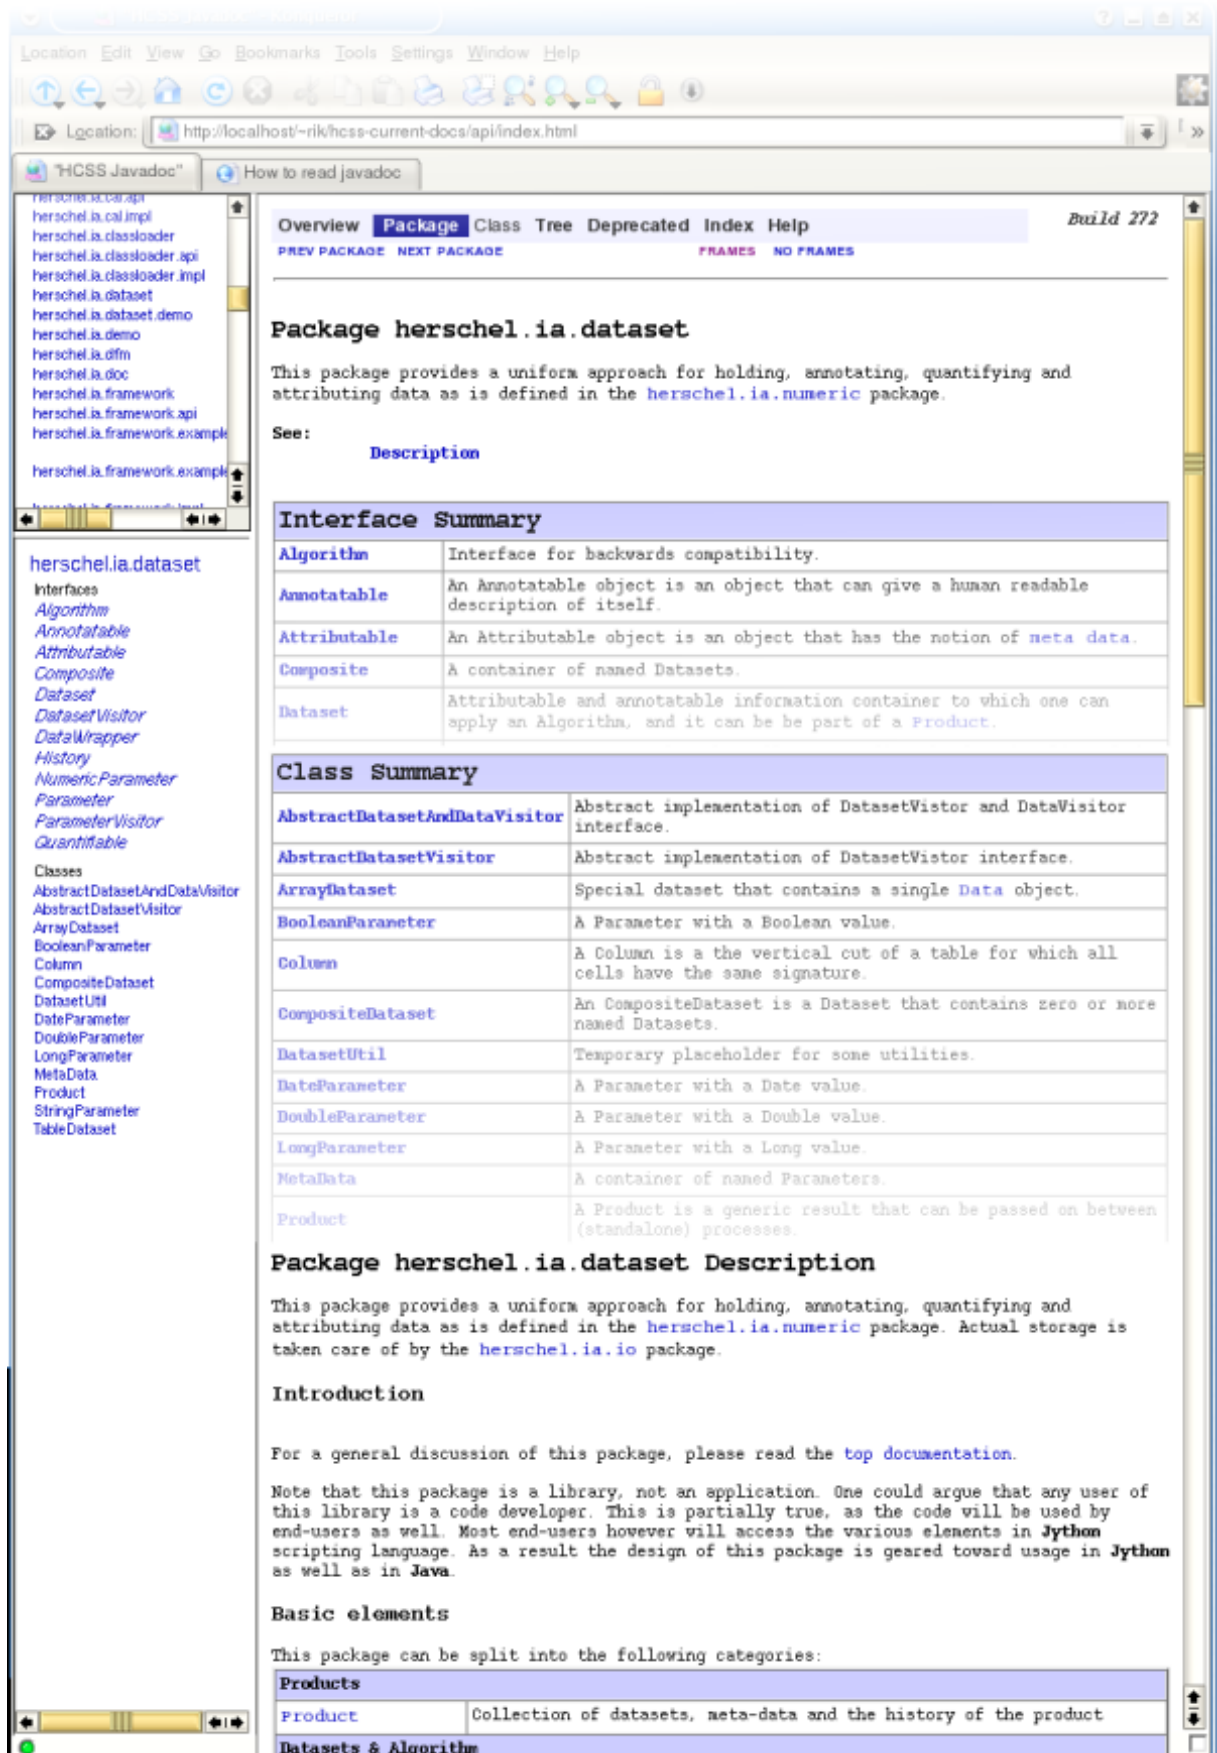 Location Edit View Go Bookmarks Tools Settings Window Help
Location: http://localhost/~rik/hcss-current-docs/api/index.html
"HCSS Javadoc" How to read javadoc
herschel.ia.cal.api
herschel.ia.cal.impl
herschel.ia.classloader
herschel.ia.classloader.api
herschel.ia.classloader.impl
herschel.ia.dataset
herschel.ia.dataset.demo
herschel.ia.demo
herschel.ia.dfm
herschel.ia.doc
herschel.ia.framework
herschel.ia.framework.api
herschel.ia.framework.example
herschel.ia.framework.example
herschel.ia.dataset
Interfaces
Algorithm
Annotatable
Attributable
Composite
Dataset
DatasetVisitor
DataWrapper
History
NumericParameter
Parameter
ParameterVisitor
Quantifiable
Classes
AbstractDatasetAndDataVisitor
AbstractDatasetVisitor
ArrayDataset
BooleanParameter
Column
CompositeDataset
DatasetUtil
DateParameter
DoubleParameter
LongParameter
MetaData
Product
StringParameter
TableDataset
Overview Package Class Tree Deprecated Index Help
Build 272
PREV PACKAGE NEXT PACKAGE FRAMES NO FRAMES
Package herschel.ia.dataset
This package provides a uniform approach for holding, annotating, quantifying and
attributing data as is defined in the herschel.ia.numeric package.
See:
Description
Interface Summary
Algorithm Interface for backwards compatibility.
Annotatable An Annotatable object is an object that can give a human readable
description of itself.
Attributable An Attributable object is an object that has the notion of meta data.
Composite A container of named Datasets.
Dataset Attributable and annotatable information container to which one can
apply an Algorithm, and it can be be part of a Product.
Class Summary
AbstractDatasetAndDataVisitor Abstract implementation of DatasetVistor and DataVisitor
interface.
AbstractDatasetVisitor Abstract implementation of DatasetVistor interface.
ArrayDataset Special dataset that contains a single Data object.
BooleanParameter A Parameter with a Boolean value.
Column A Column is a the vertical cut of a table for which all
cells have the same signature.
CompositeDataset An CompositeDataset is a Dataset that contains zero or more
named Datasets.
DatasetUtil Temporary placeholder for some utilities.
DateParameter A Parameter with a Date value.
DoubleParameter A Parameter with a Double value.
LongParameter A Parameter with a Long value.
MetaData A container of named Parameters.
Product A Product is a generic result that can be passed on between
(standalone) processes.
Package herschel.ia.dataset Description
This package provides a uniform approach for holding, annotating, quantifying and
attributing data as is defined in the herschel.ia.numeric package. Actual storage is
taken care of by the herschel.ia.io package.
Introduction
For a general discussion of this package, please read the top documentation.
Note that this package is a library, not an application. One could argue that any user of
this library is a code developer. This is partially true, as the code will be used by
end-users as well. Most end-users however will access the various elements in Jython
scripting language. As a result the design of this package is geared toward usage in Jython
as well as in Java.
Basic elements
This package can be split into the following categories:
Products
Product Collection of datasets, meta-data and the history of the product
Datasets & Algorithm